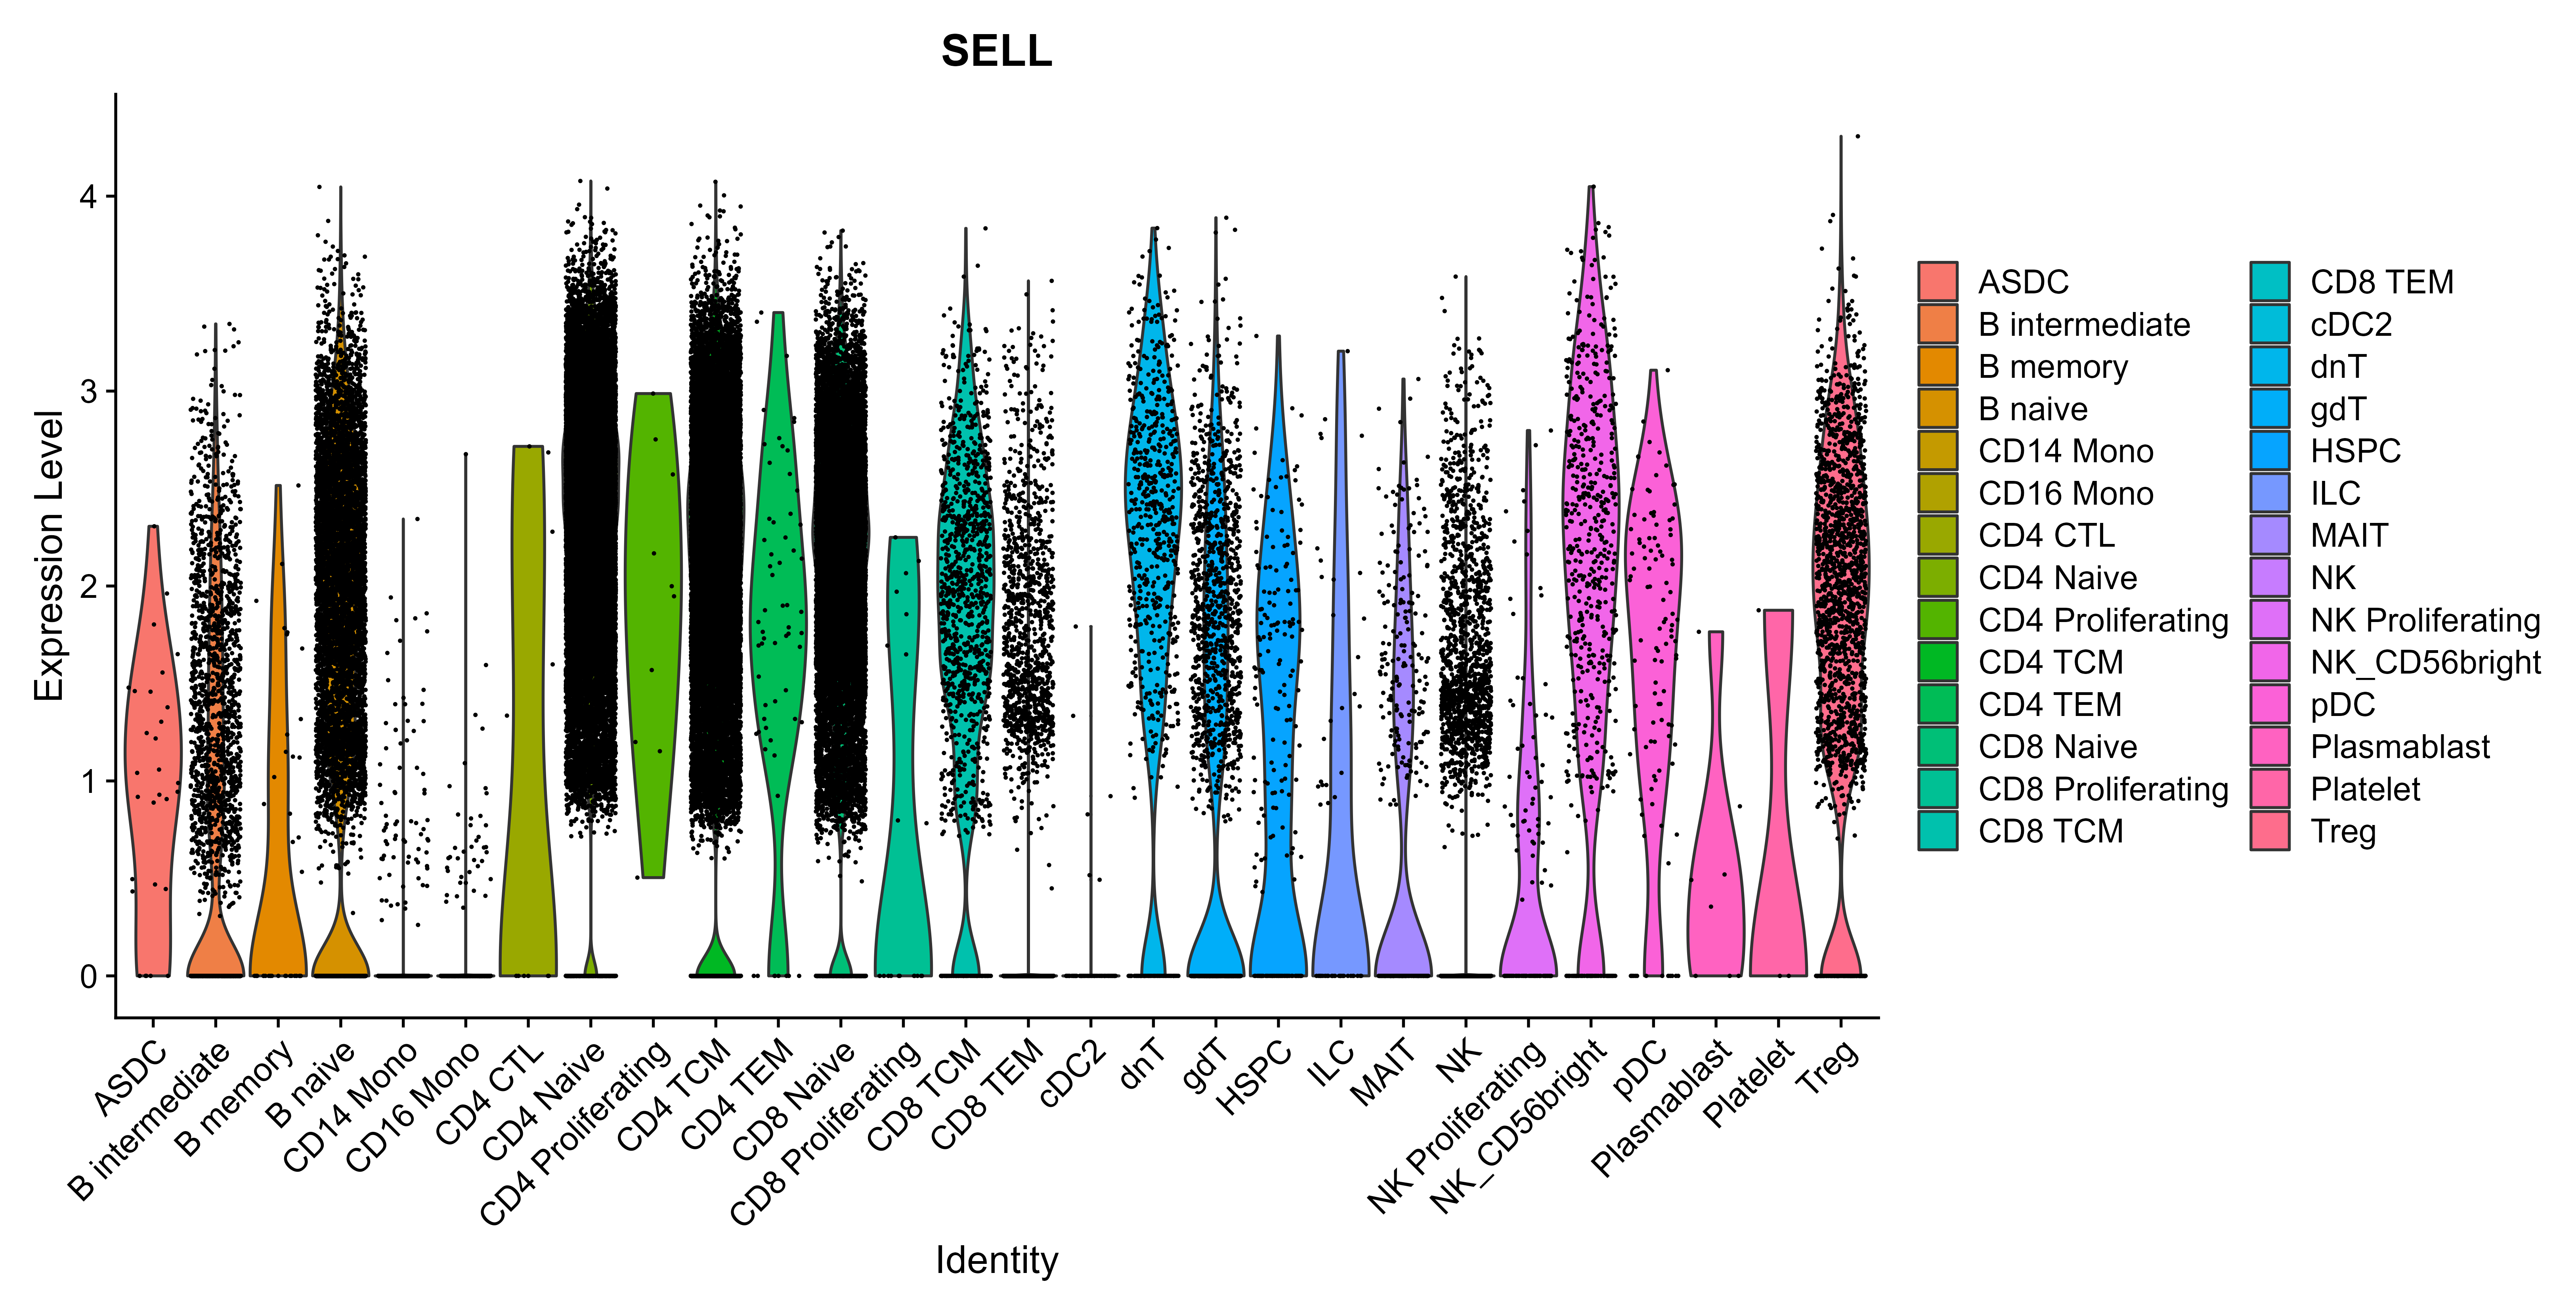 SELL
Expression Level
4
3
2
1
0
ASDC
B intermediate
B memory
B naive
CD14 Mono
CD16 Mono
CD4 CTL
CD4 Naive
CD4 Proliferating
CD4 TCM
CD4 TEM
CD8 Naive
CD8 Proliferating
CD8 TCM
CD8 TEM
cDC2
dnT
gdT
HSPC
ILC
MAIT
NK
NK Proliferating
NK_CD56bright
pDC
Plasmablast
Platelet
Treg
Identity
ASDC
B intermediate
B memory
B naive
CD14 Mono
CD16 Mono
CD4 CTL
CD4 Naive
CD4 Proliferating
CD4 TCM
CD4 TEM
CD8 Naive
CD8 Proliferating
CD8 TCM
CD8 TEM
cDC2
dnT
gdT
HSPC
ILC
MAIT
NK
NK Proliferating
NK_CD56bright
pDC
Plasmablast
Platelet
Treg